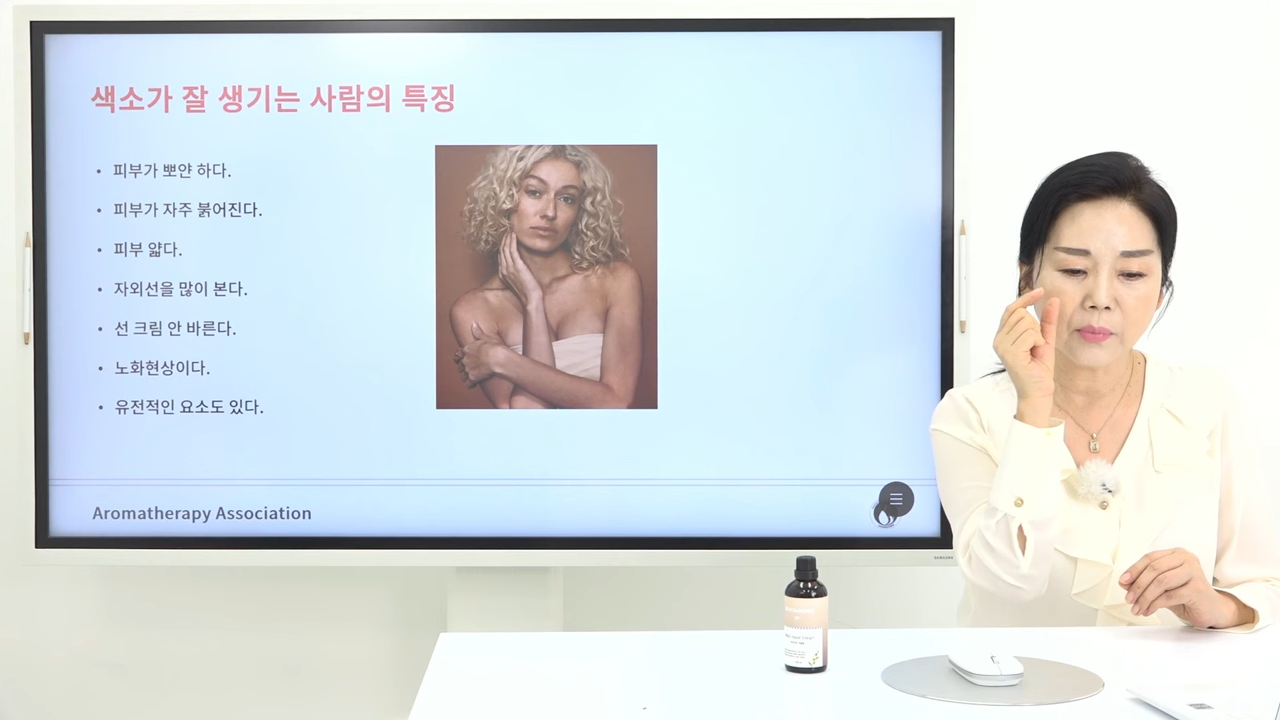 색소가 잘 생기는 사람의 특징
• 피부가 뽀얀 하다.
• 피부가 자주 붉어진다.
• 피부 얇다.
• 자외선을 많이 본다.
• 선 크림 안 바른다.
• 노화현상이다.
• 유전적인 요소도 있다.
Aromatherapy Association
SAMSUNG